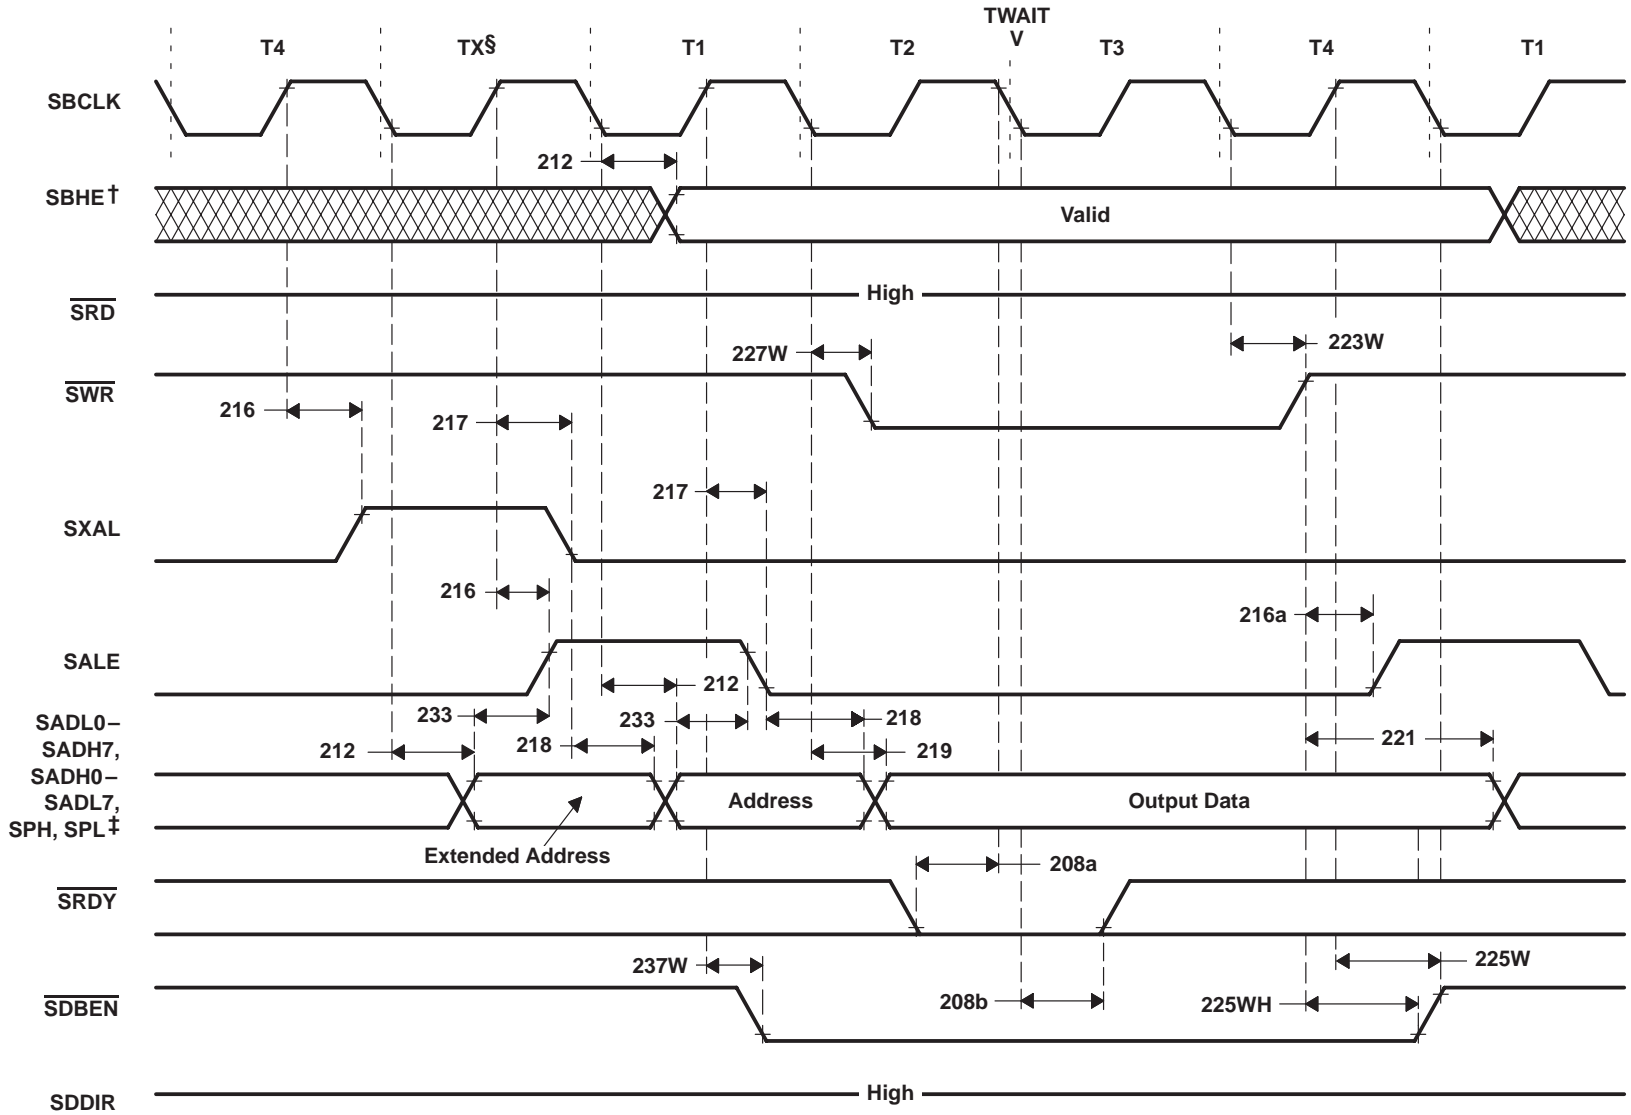 TWAIT
T4 TX§ T1 T2 V T3 T4 T1
SBCLK
212
SBHE†
Valid
High
SRD
227W 223W
SWR
216 217
217
SXAL
216 216a
SALE
212
233 233 218
SADL0–
SADH7,
SADH0–
SADL7,
SPH, SPL‡
212 218 219 221
Address Output Data
Extended Address
208a
SRDY
237W 225W
208b 225WH
SDBEN
High
SDDIR